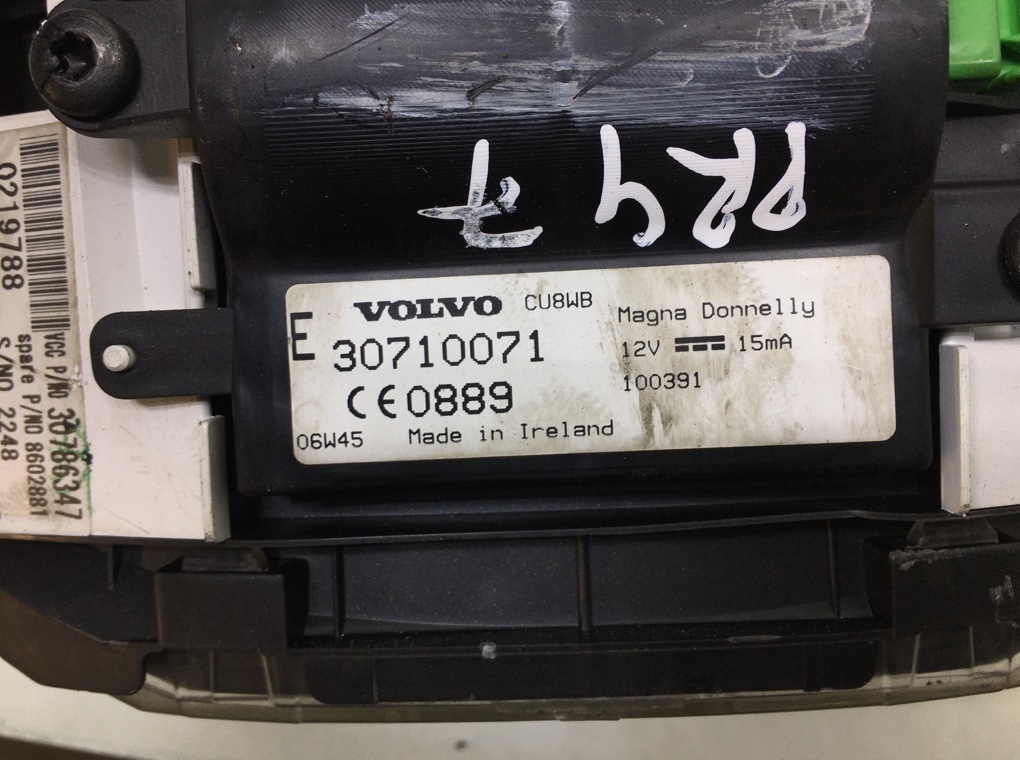 PR47
VOLVO CU8WB
E 30710071
CE0889
06W45 Made in Ireland
Magna Donnelly
12V 15mA
100391
0219788
VCC P/NO 30786347
spare P/NO 8602881
S/NO 2248